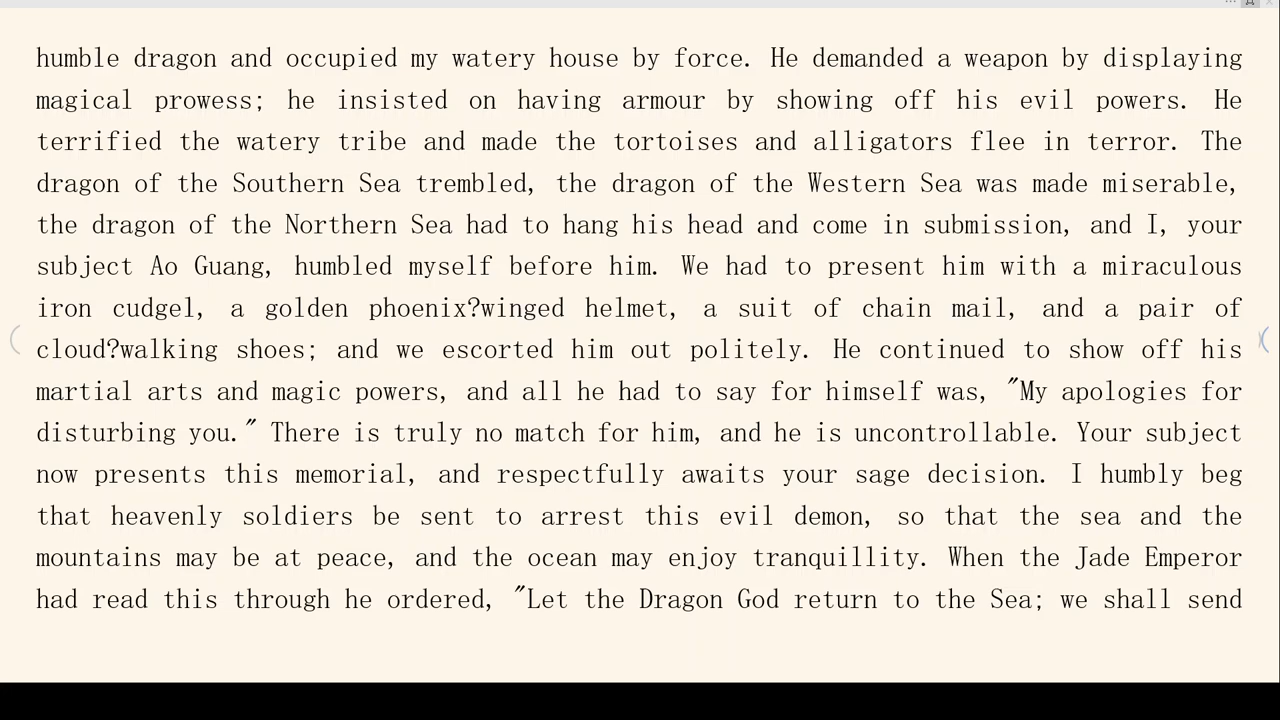 humble dragon and occupied my watery house by force. He demanded a weapon by displaying
magical prowess; he insisted on having armour by showing off his evil powers. He
terrified the watery tribe and made the tortoises and alligators flee in terror. The
dragon of the Southern Sea trembled, the dragon of the Western Sea was made miserable,
the dragon of the Northern Sea had to hang his head and come in submission, and I, your
subject Ao Guang, humbled myself before him. We had to present him with a miraculous
iron cudgel, a golden phoenix?winged helmet, a suit of chain mail, and a pair of
cloud?walking shoes; and we escorted him out politely. He continued to show off his
martial arts and magic powers, and all he had to say for himself was, "My apologies for
disturbing you." There is truly no match for him, and he is uncontrollable. Your subject
now presents this memorial, and respectfully awaits your sage decision. I humbly beg
that heavenly soldiers be sent to arrest this evil demon, so that the sea and the
mountains may be at peace, and the ocean may enjoy tranquillity. When the Jade Emperor
had read this through he ordered, "Let the Dragon God return to the Sea; we shall send